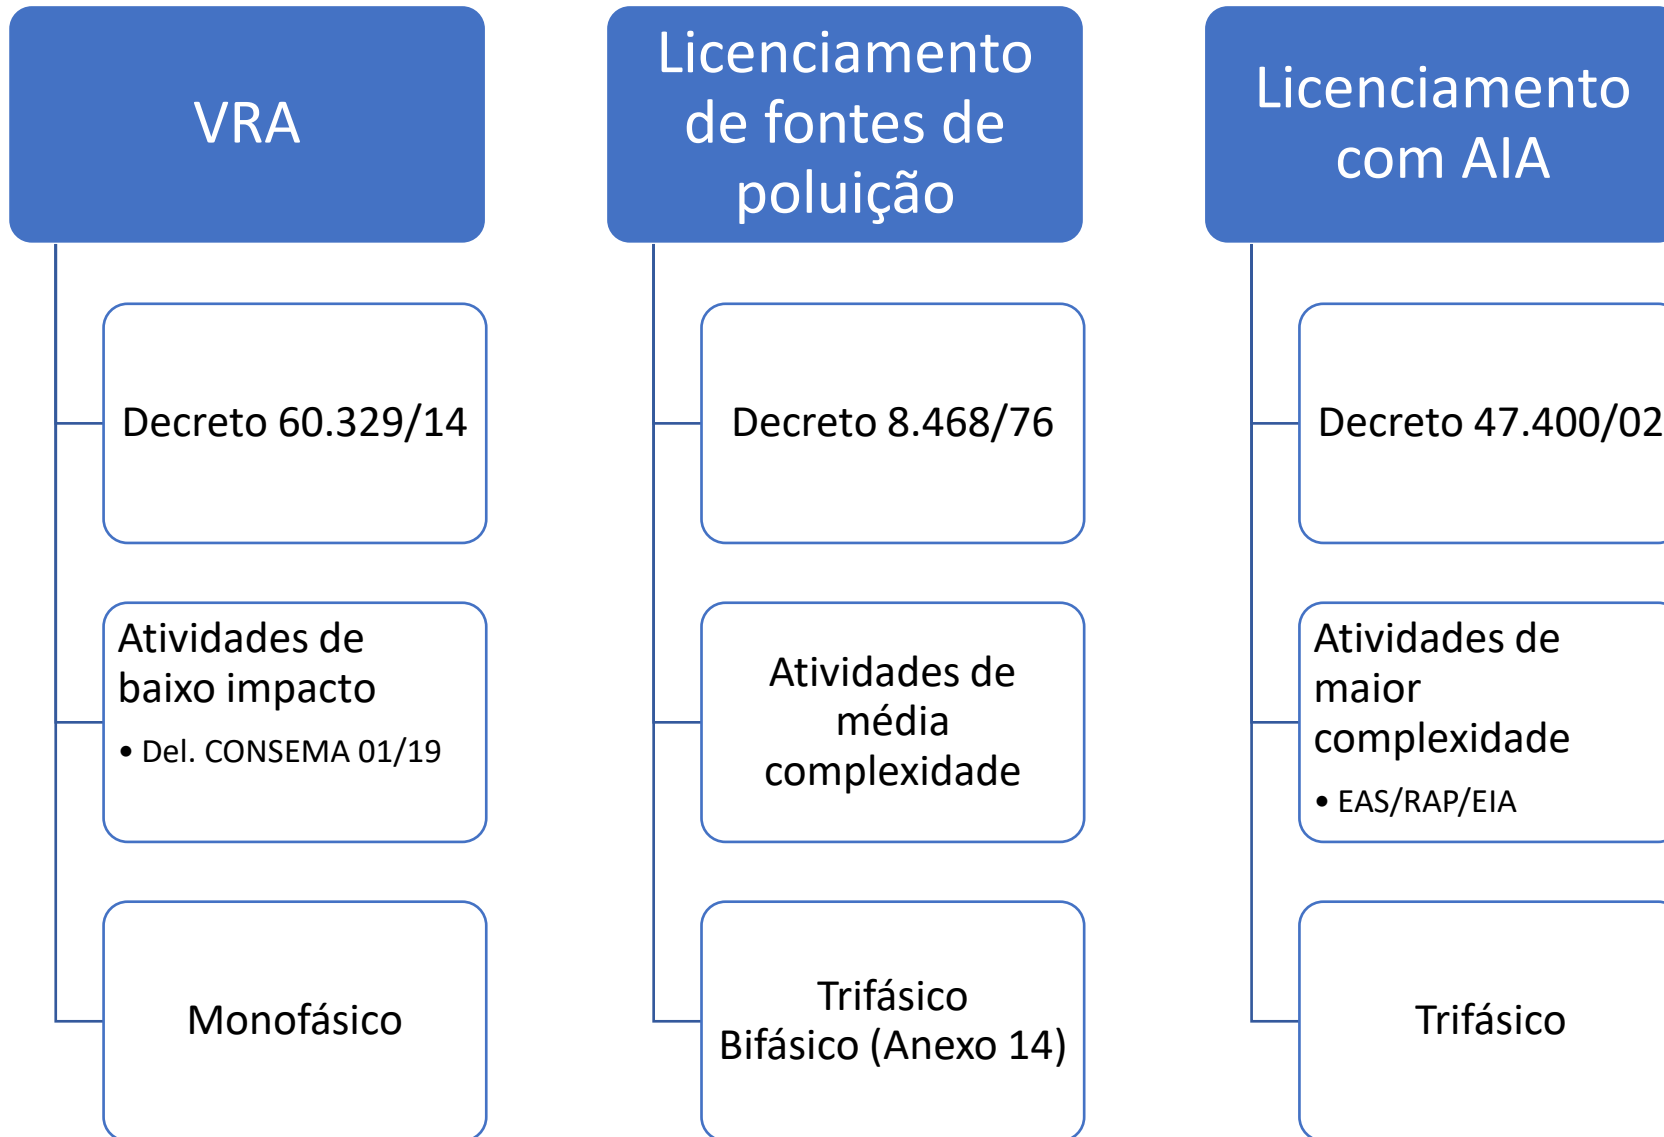 VRA
Decreto 60.329/14
Atividades de
baixo impacto
• Del. CONSEMA 01/19
Monofásico
Licenciamento
de fontes de
poluição
Decreto 8.468/76
Atividades de
média
complexidade
Trifásico
Bifásico (Anexo 14)
Licenciamento
com AIA
Decreto 47.400/02
Atividades de
maior
complexidade
• EAS/RAP/EIA
Trifásico